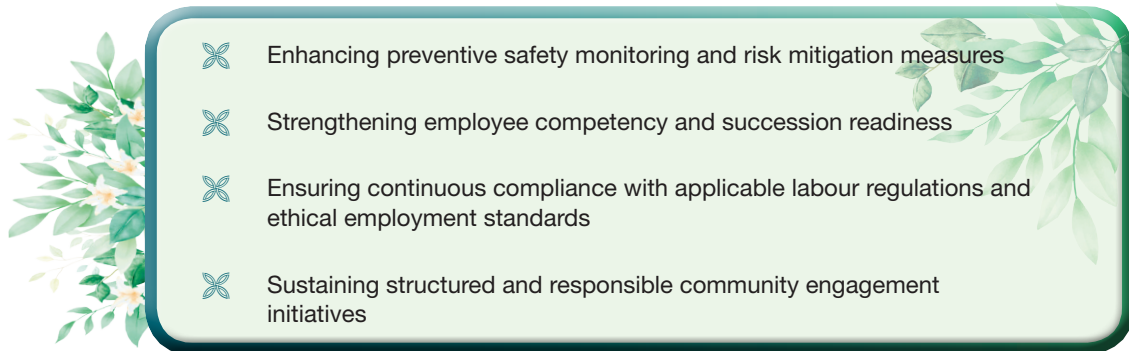 Enhancing preventive safety monitoring and risk mitigation measures
Strengthening employee competency and succession readiness
Ensuring continuous compliance with applicable labour regulations and
ethical employment standards
Sustaining structured and responsible community engagement
initiatives